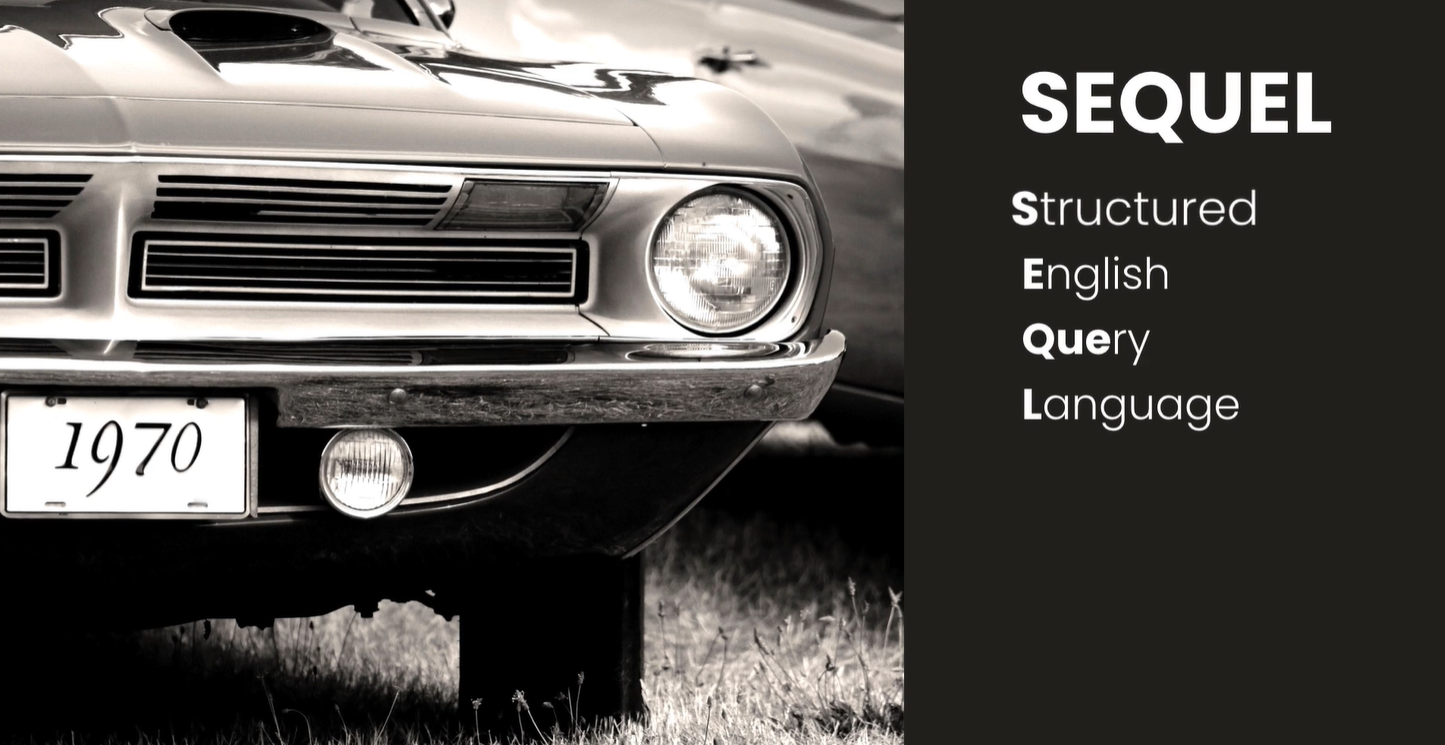 SEQUEL
Structured
English
Query
Language
1970